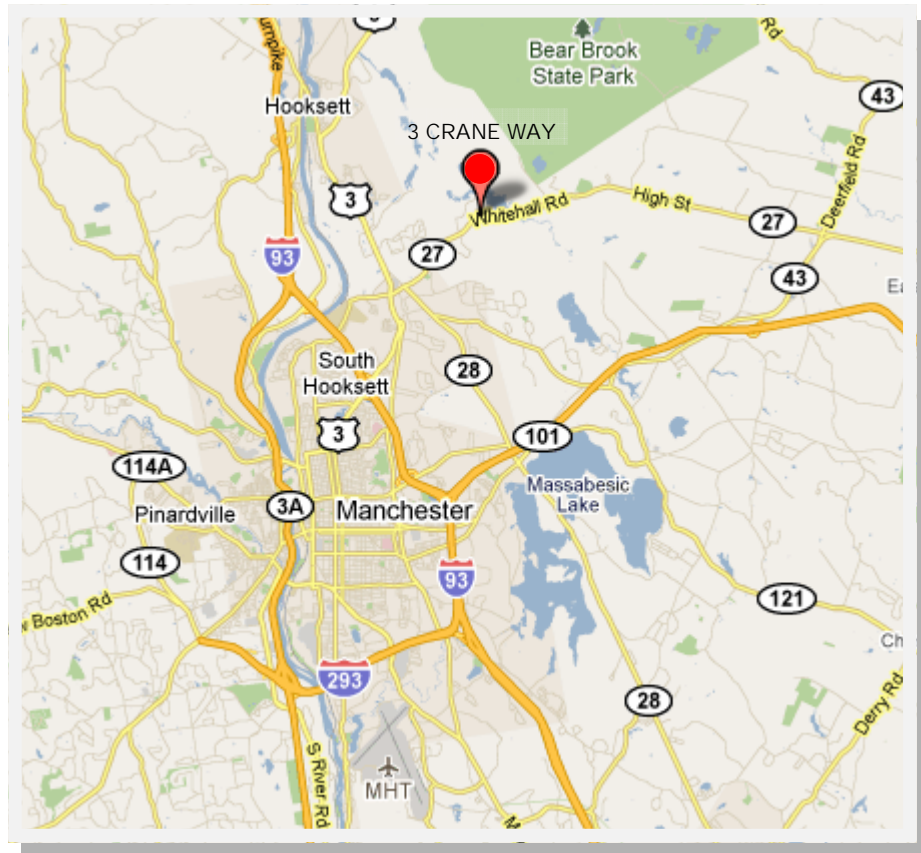 Bear Brook
State Park
43
Hooksett
3 CRANE WAY
Deerfield Rd
3
Whitehall Rd
High St
27
27
93
43
South
Hooksett
28
3
101
114A
Massabesic
Lake
3A
Pinardville
Manchester
114
93
121
Boston Rd
293
28
Derry Rd
S River Rd
MHT